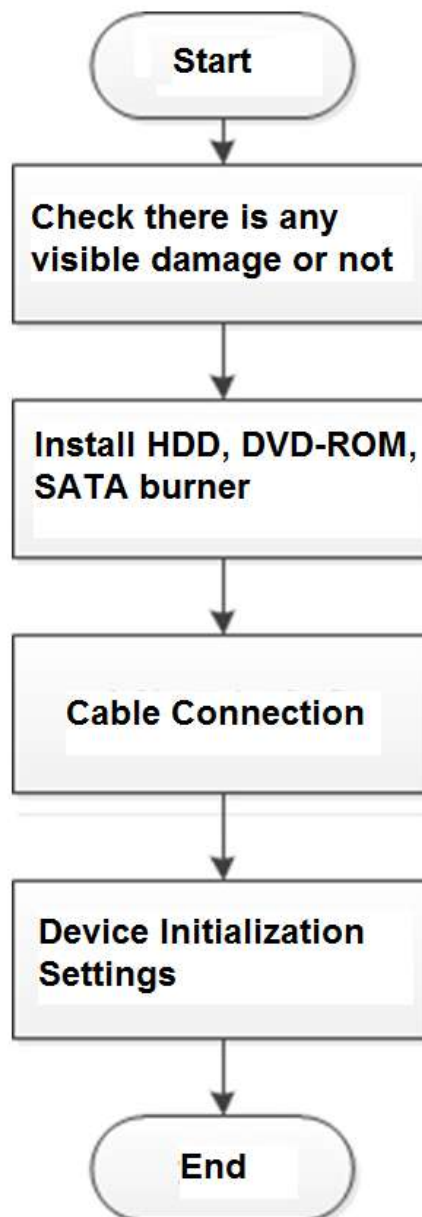 Start
Check there is any
visible damage or not
Install HDD, DVD-ROM,
SATA burner
Cable Connection
Device Initialization
Settings
End